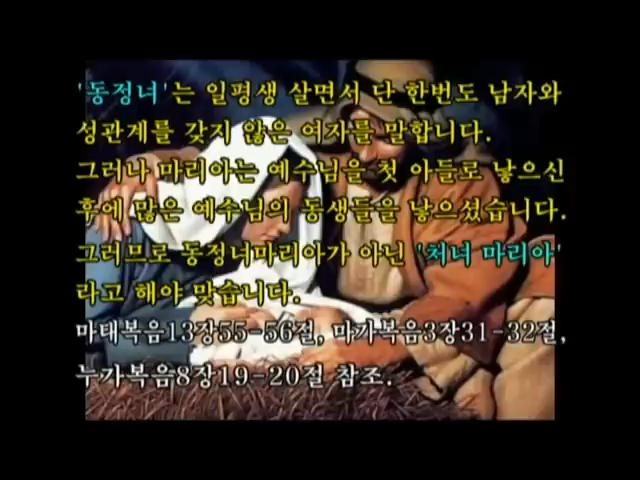 '동정녀'는 일평생 살면서 단 한번도 남자와
성관계를 갖지 않은 여자를 말합니다.
그러나 마리아는 예수님을 첫 아들로 낳으신
후에 많은 예수님의 동생들을 낳으셨습니다.
그러므로 동정녀마리아가 아닌 '처녀 마리아'
라고 해야 맞습니다.
마태복음13장55-56절, 마가복음3장31-32절,
누가복음8장19-20절 참조.